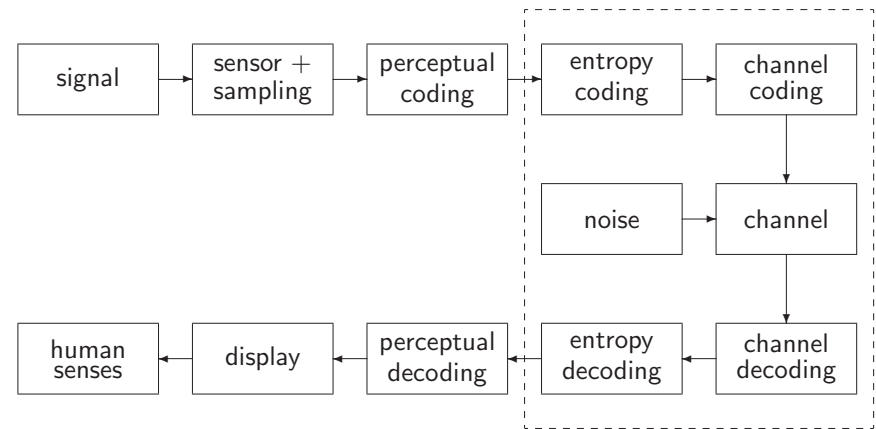 signal
sensor +
sampling
perceptual
coding
entropy
coding
channel
coding
noise
channel
human
senses
display
perceptual
decoding
entropy
decoding
channel
decoding